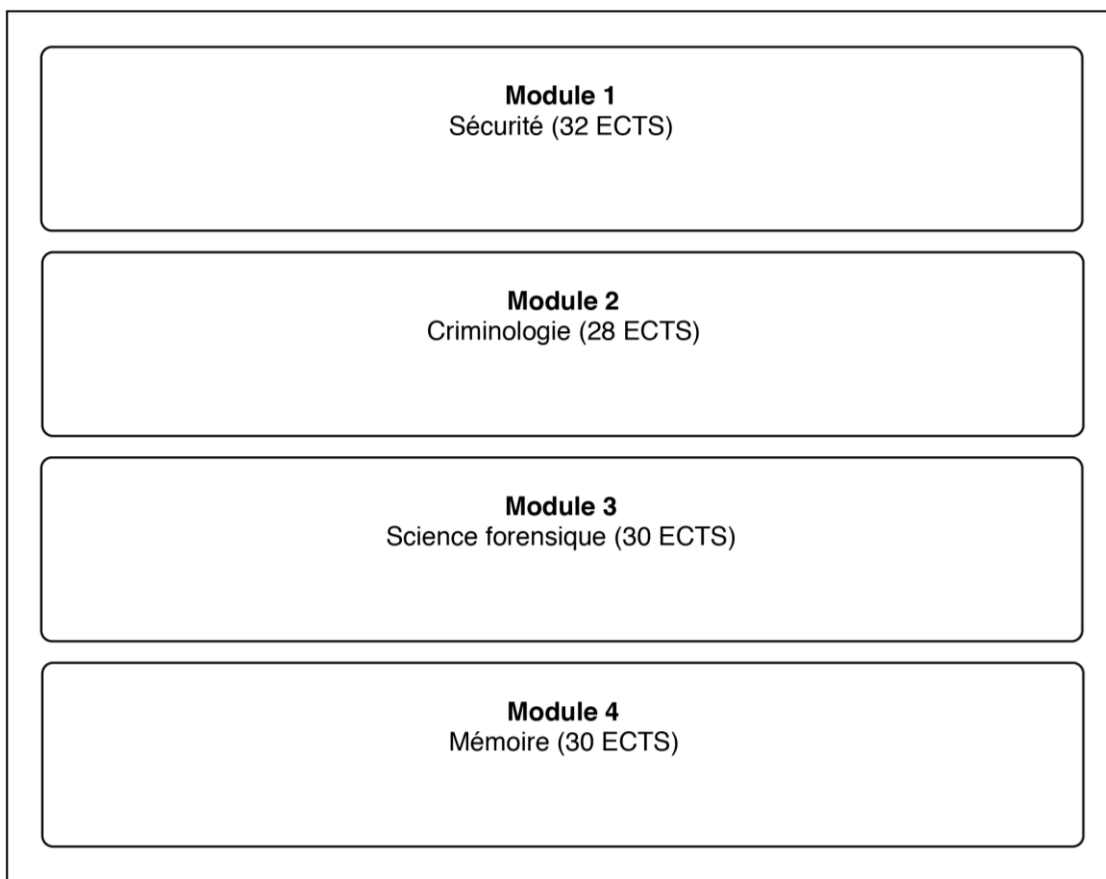 Module 1
Sécurité (32 ECTS)
Module 2
Criminologie (28 ECTS)
Module 3
Science forensique (30 ECTS)
Module 4
Mémoire (30 ECTS)